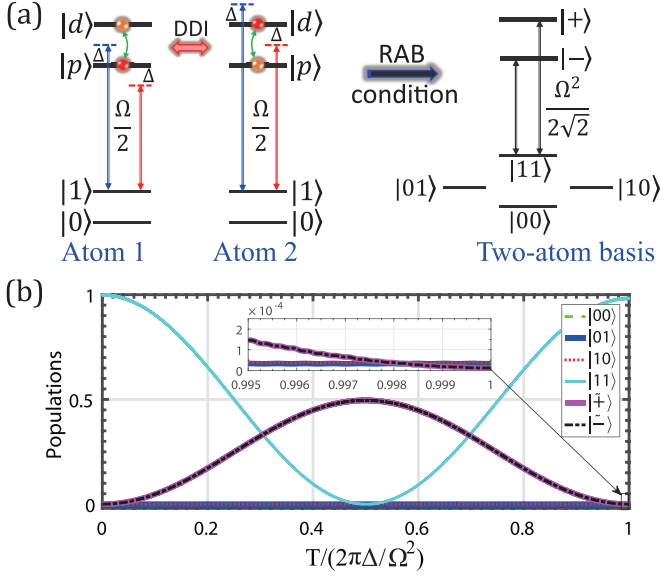 (a)
|d⟩ DDI |d⟩ |+⟩
Δ Δ RAB |−⟩
|p⟩ Δ |p⟩ Δ condition
Ω/2 Ω/2 Ω²/2√2
|1⟩ |1⟩ |01⟩ |11⟩ |10⟩
|0⟩ |0⟩ |00⟩
Atom 1 Atom 2 Two-atom basis
(b)
Populations
1
0.5
0
× 10⁻⁴
2
1
0
0.995 0.996 0.997 0.998 0.999 1
|00⟩
|01⟩
|10⟩
|11⟩
|+̃⟩
|−̃⟩
0 0.2 0.4 0.6 0.8 1
T/(2πΔ/Ω²)